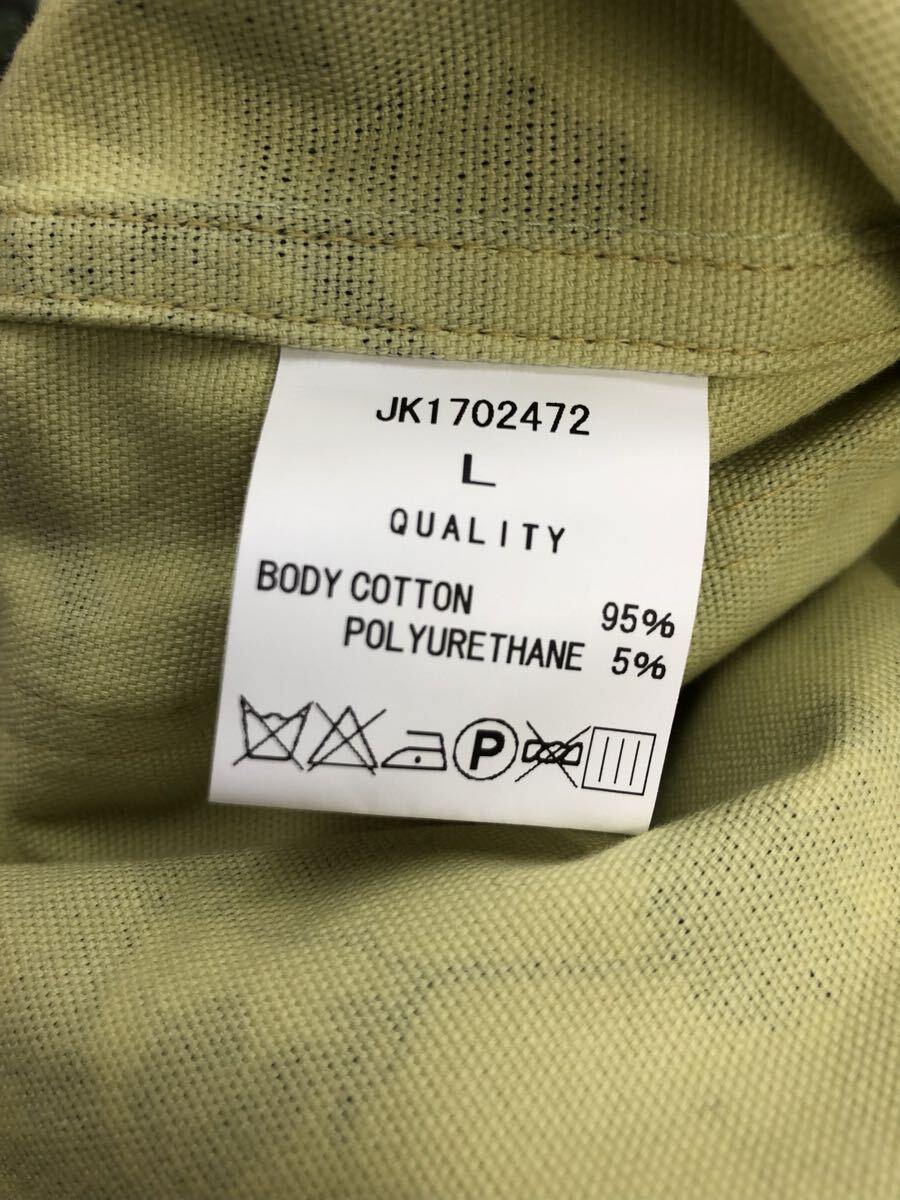 JK1702472
L
QUALITY
BODY COTTON 95%
POLYURETHANE 5%
P